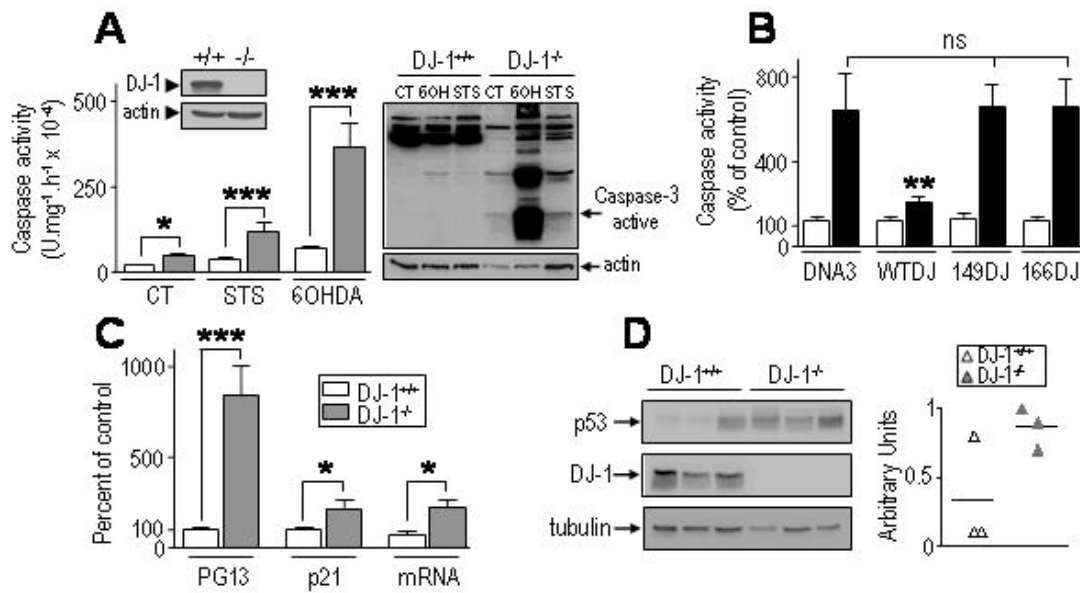 A
+/+ -/-
DJ-1
actin
Caspase activity
(U.mg-1.h-1 x 10-4)
500
250
0
* *** ***
CT STS 6OHDA
DJ-1+/+ DJ-1-/-
CT 6OH STS CT 6OH STS
Caspase-3
active
actin
B
ns
Caspase activity
(% of control)
800
400
100
0
**
DNA3 WTDJ 149DJ 166DJ
C
Percent of control
1000
500
100
0
*** * *
DJ-1+/+
DJ-1-/-
PG13 p21 mRNA
D
DJ-1+/+ DJ-1-/-
p53
DJ-1
tubulin
DJ-1+/+
DJ-1-/-
Arbitrary Units
1
0.5
0